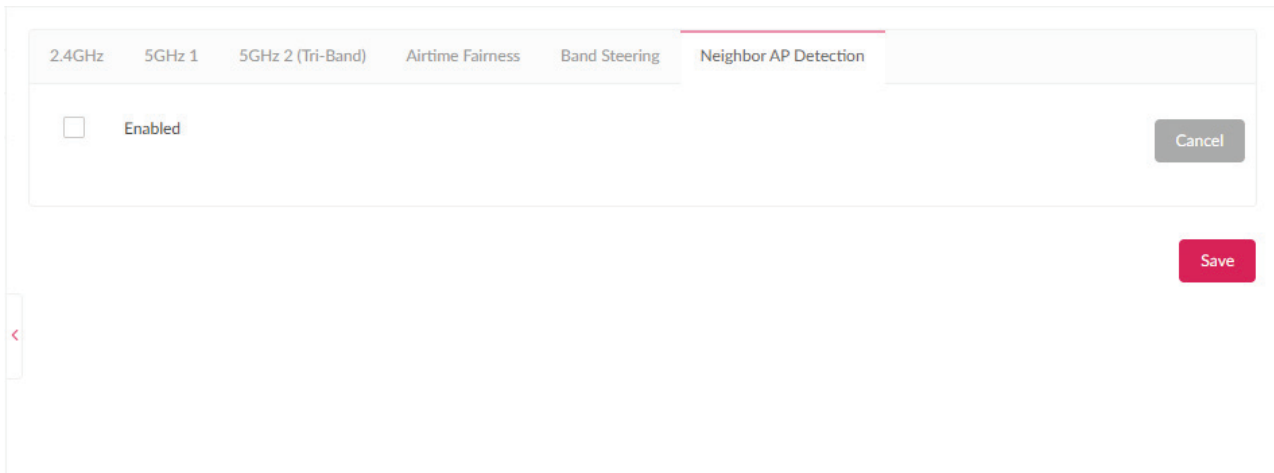 2.4GHz 5GHz 1 5GHz 2 (Tri-Band) Airtime Fairness Band Steering Neighbor AP Detection
Enabled
Cancel
Save